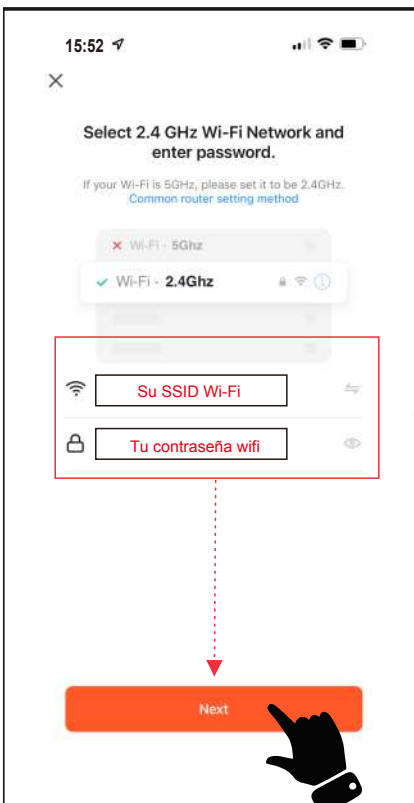 15:52
Select 2.4 GHz Wi-Fi Network and
enter password.
If your Wi-Fi is 5GHz, please set it to be 2.4GHz.
Common router setting method
Wi-Fi - 5Ghz
Wi-Fi - 2.4Ghz
Su SSID Wi-Fi
Tu contraseña wifi
Next